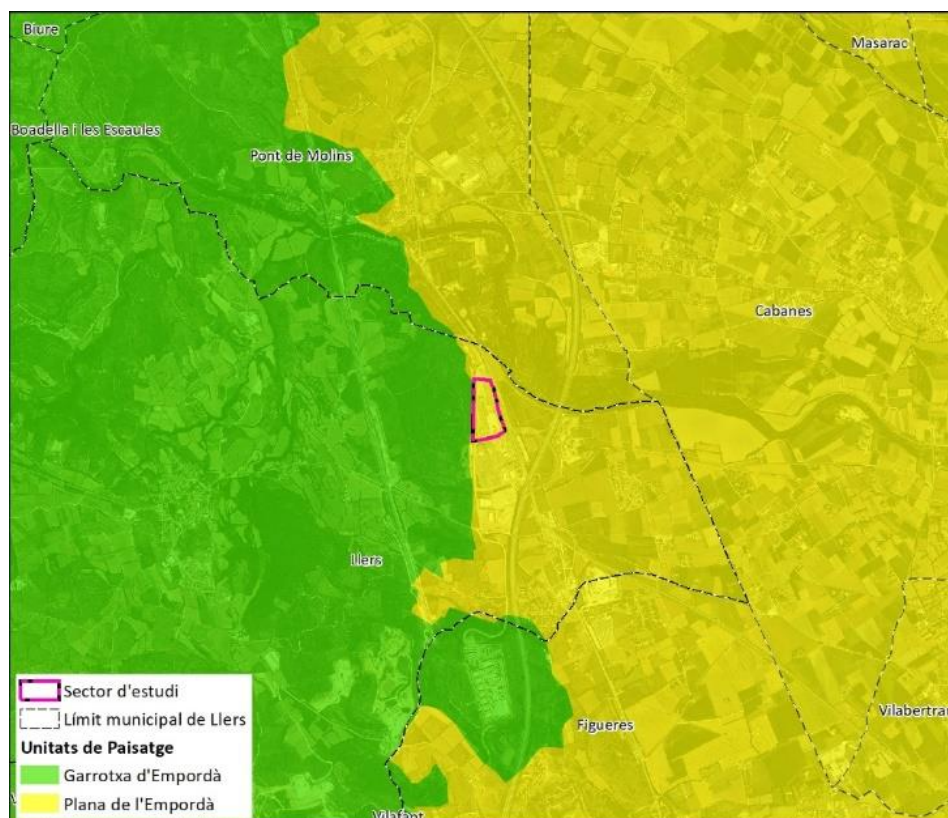 Biure
Masarac
Boadella i les Escaules
Pont de Molins
Cabanes
Llers
Sector d'estudi
Límit municipal de Llers
Unitats de Paisatge
Garrotxa d'Empordà
Plana de l'Empordà
Figueres
Vilabertran
Vilafant